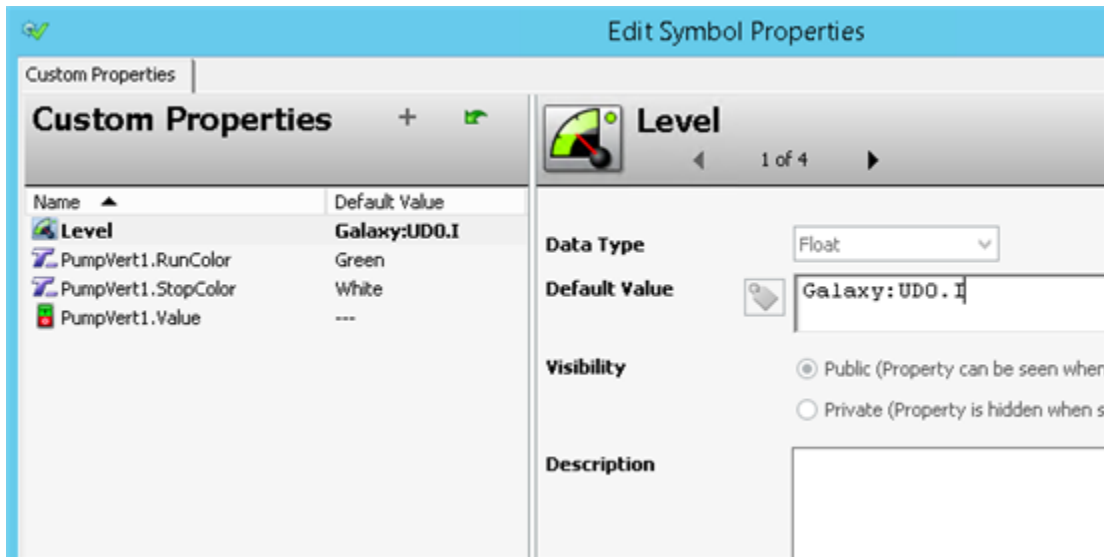 Edit Symbol Properties
Custom Properties
Custom Properties +
Name Default Value
Level Galaxy:UD0.I
PumpVert1.RunColor Green
PumpVert1.StopColor White
PumpVert1.Value ---
Level
1 of 4
Data Type Float
Default Value Galaxy:UDO.I
Visibility Public (Property can be seen when
Private (Property is hidden when s
Description